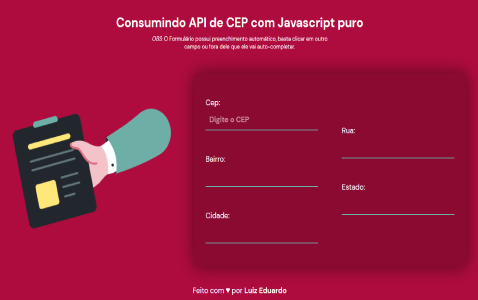 Consumindo API de CEP com Javascript puro
OBS: O Formulário possui preenchimento automático, basta clicar em outro
campo ou fora dele que ele vai auto-completar.
Cep:
Digite o CEP
Rua:
Bairro:
Estado:
Cidade:
Feito com ♥ por Luiz Eduardo